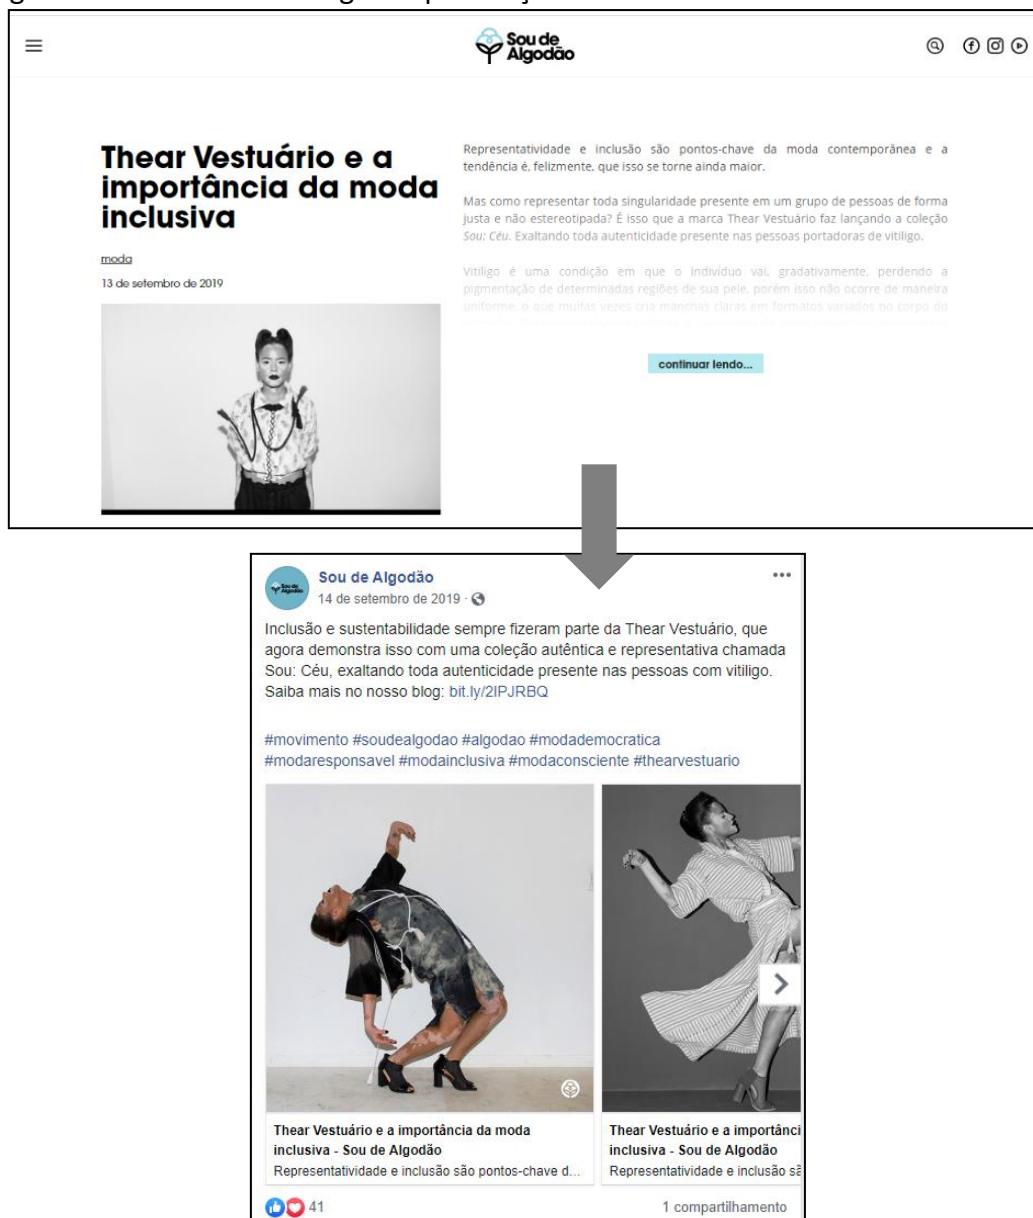 Sou de
Algodão
Thear Vestuário e a
importância da moda
inclusiva
moda
13 de setembro de 2019
Representatividade e inclusão são pontos-chave da moda contemporânea e a
tendência é, felizmente, que isso se torne ainda maior.
Mas como representar toda singularidade presente em um grupo de pessoas de forma
justa e não estereotipada? É isso que a marca Thear Vestuário faz lançando a coleção
Sou: Céu. Exaltando toda autenticidade presente nas pessoas portadoras de vitiligo.
Vitiligo é uma condição em que o indivíduo vai, gradativamente, perdendo a
pigmentação de determinadas regiões de sua pele, porém isso não ocorre de maneira
uniforme, o que muitas vezes cria manchas claras em formatos variados no corpo do
continuar lendo...
Sou de Algodão
14 de setembro de 2019 ·
Inclusão e sustentabilidade sempre fizeram parte da Thear Vestuário, que
agora demonstra isso com uma coleção autêntica e representativa chamada
Sou: Céu, exaltando toda autenticidade presente nas pessoas com vitiligo.
Saiba mais no nosso blog: bit.ly/2IPJRBQ
#movimento #soudealgodao #algodao #modademocratica
#modaresponsavel #modainclusiva #modaconsciente #thearvestuario
Thear Vestuário e a importância da moda
inclusiva - Sou de Algodão
Representatividade e inclusão são pontos-chave d...
Thear Vestuário e a importânci
inclusiva - Sou de Algodão
Representatividade e inclusão sã
41
1 compartilhamento